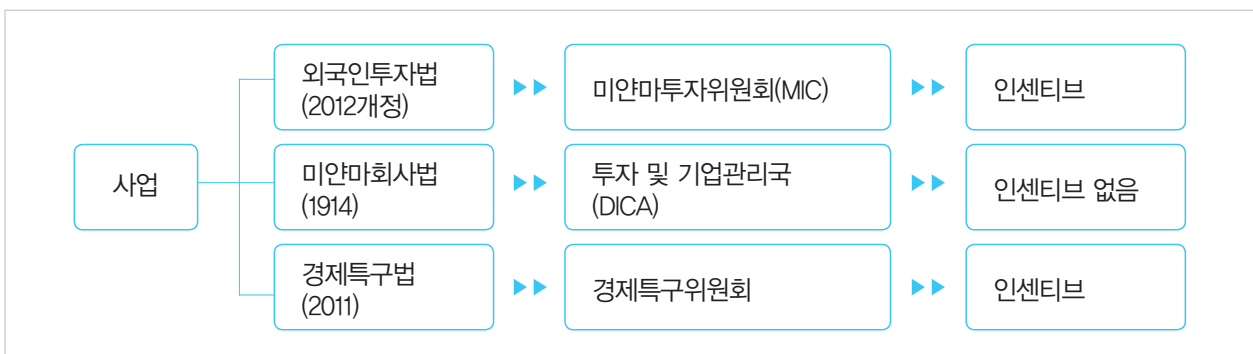 사업
외국인투자법
(2012개정)
미얀마투자위원회(MIC)
인센티브
미얀마회사법
(1914)
투자 및 기업관리국
(DICA)
인센티브 없음
경제특구법
(2011)
경제특구위원회
인센티브